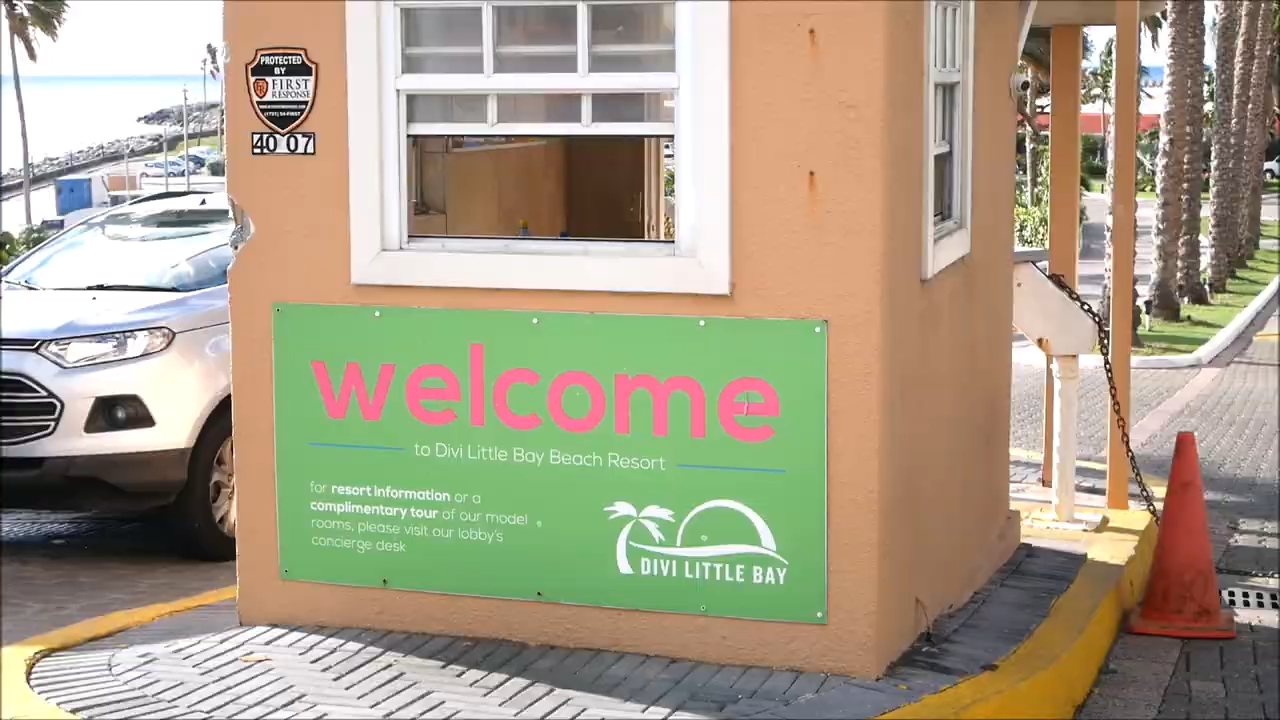 PROTECTED
BY
FIRST
RESPONSE
40 07
welcome
to Divi Little Bay Beach Resort
for resort information or a
complimentary tour of our model
rooms, please visit our lobby's
concierge desk
DIVI LITTLE BAY